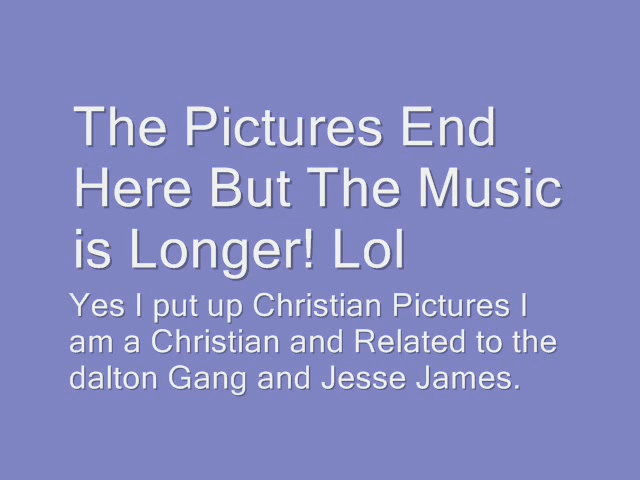 The Pictures End
Here But The Music
is Longer! Lol
Yes I put up Christian Pictures I
am a Christian and Related to the
dalton Gang and Jesse James.